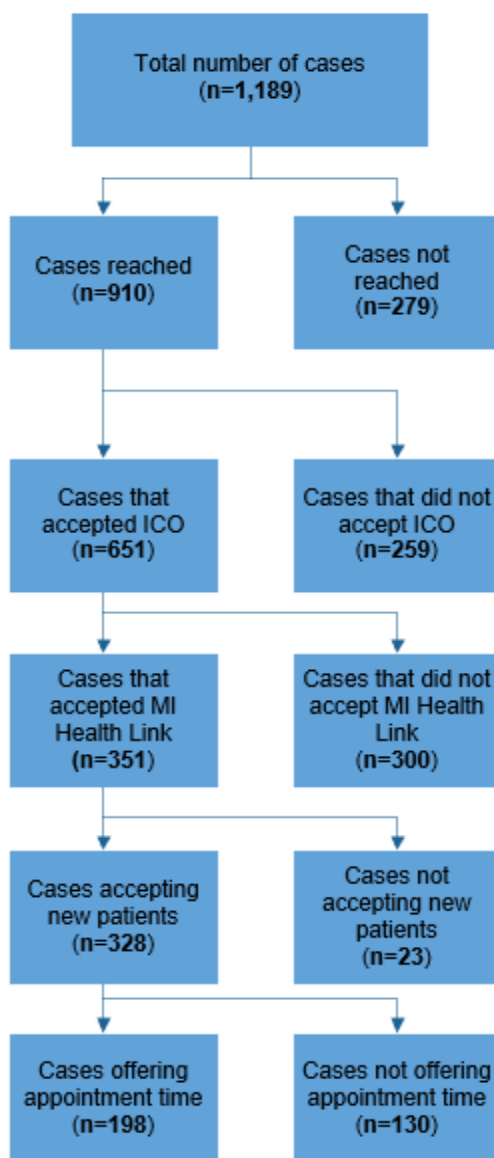 Total number of cases
(n=1,189)
Cases reached
(n=910)
Cases not
reached
(n=279)
Cases that
accepted ICO
(n=651)
Cases that did not
accept ICO
(n=259)
Cases that
accepted MI
Health Link
(n=351)
Cases that did not
accept MI Health
Link
(n=300)
Cases accepting
new patients
(n=328)
Cases not
accepting new
patients
(n=23)
Cases offering
appointment time
(n=198)
Cases not offering
appointment time
(n=130)